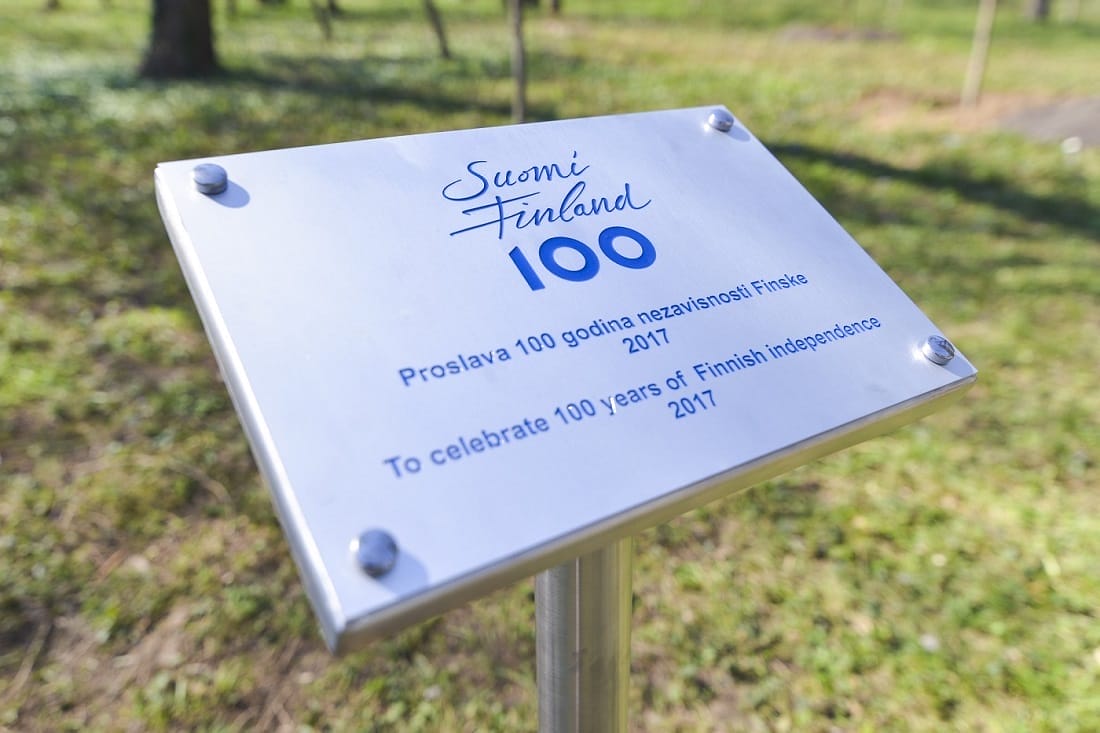 Suomi
Finland
100
Proslava 100 godina nezavisnosti Finske
2017
To celebrate 100 years of Finnish independence
2017